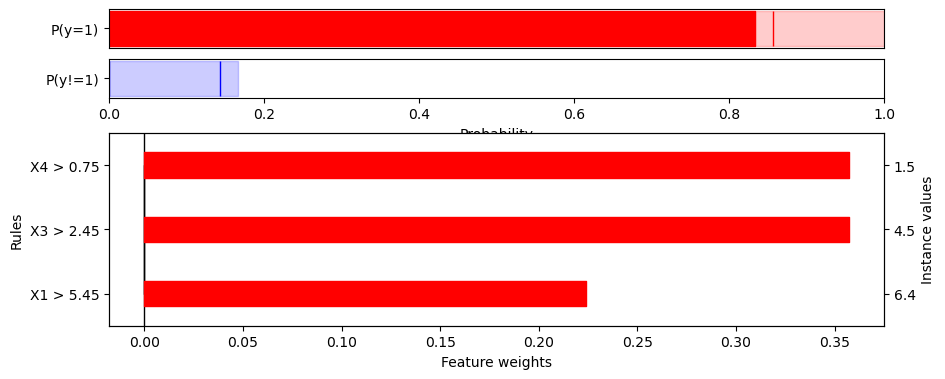 P(y=1)
P(y!=1)
0.0 0.2 0.4 0.6 0.8 1.0
Probability
Rules
X4 > 0.75 1.5
X3 > 2.45 4.5
X1 > 5.45 6.4
Instance values
0.00 0.05 0.10 0.15 0.20 0.25 0.30 0.35
Feature weights